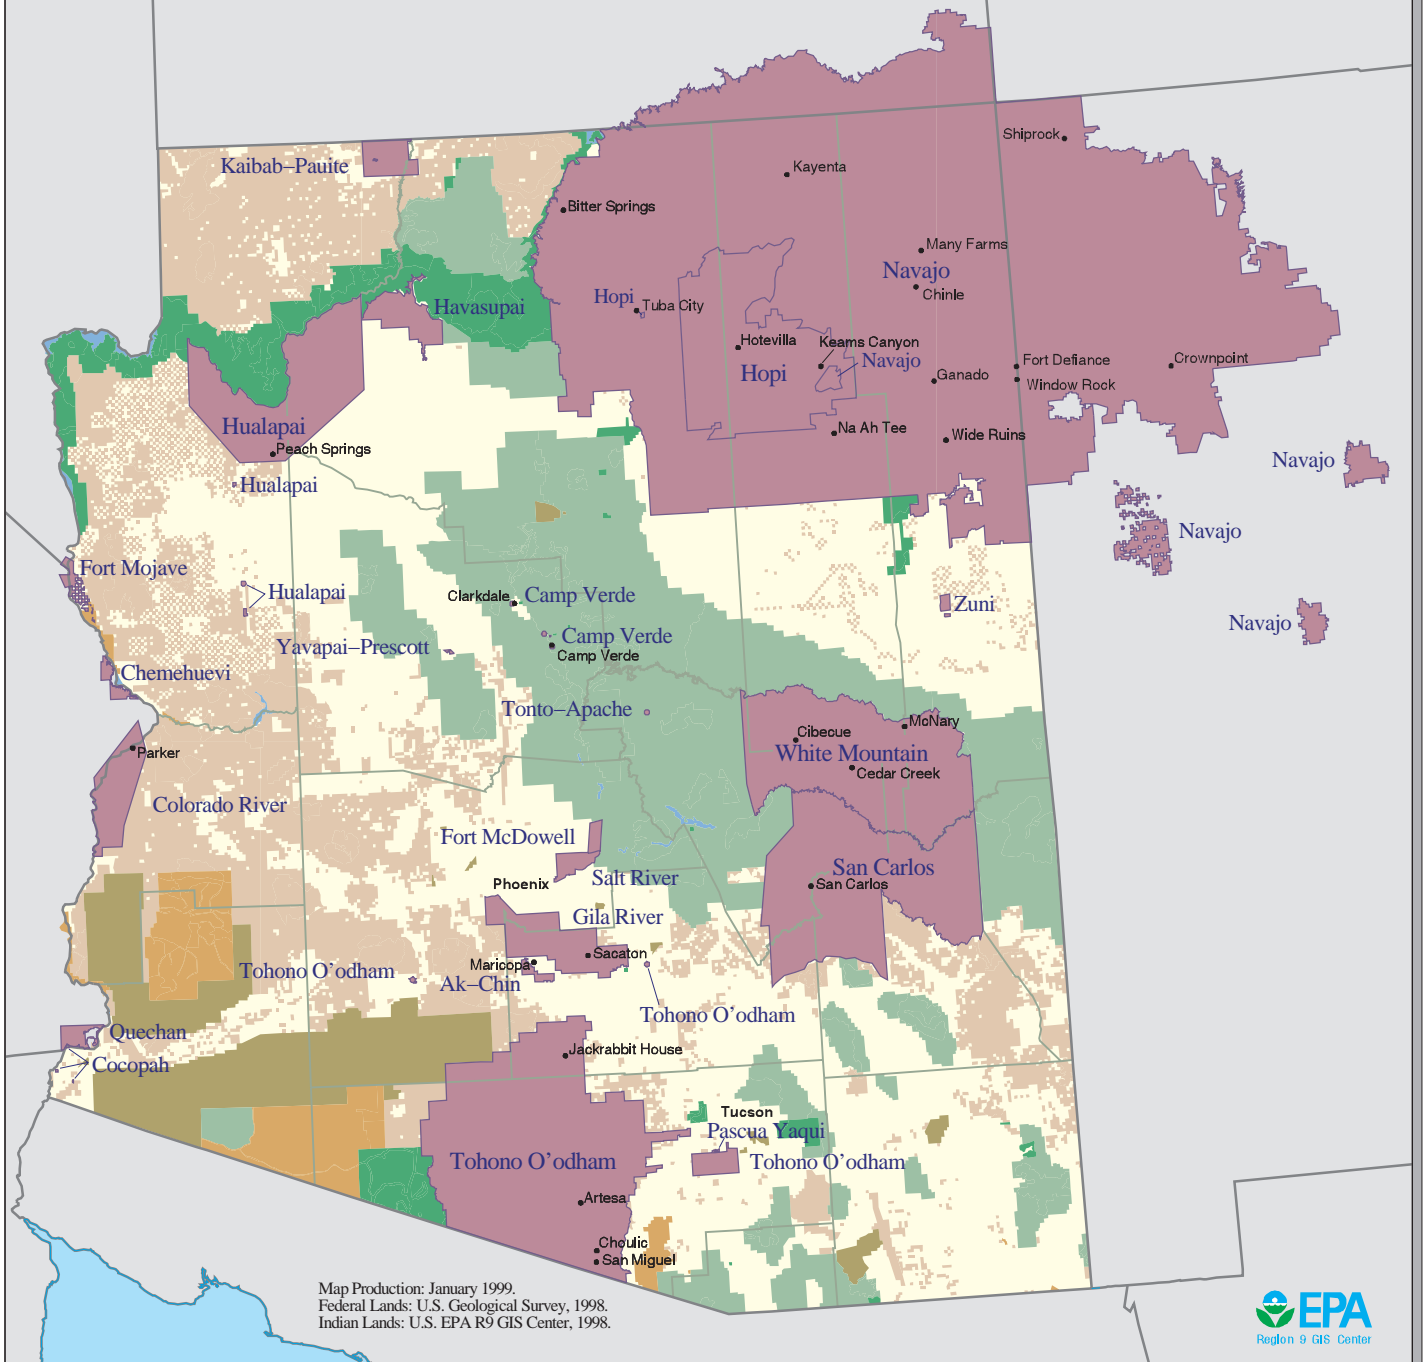 Shiprock
Kaibab–Pauite
Kayenta
Bitter Springs
Many Farms
Navajo
Chinle
Hopi
Tuba City
Havasupai
Hotevilla
Keams Canyon
Navajo
Hopi
Fort Defiance
Crownpoint
Ganado
Window Rock
Hualapai
Na Ah Tee
Wide Ruins
Peach Springs
Navajo
Hualapai
Navajo
Fort Mojave
Hualapai
Clarkdale
Camp Verde
Zuni
Navajo
Yavapai–Prescott
Camp Verde
Camp Verde
Chemehuevi
Tonto–Apache
McNary
Cibecue
Parker
White Mountain
Cedar Creek
Colorado River
Fort McDowell
San Carlos
Phoenix
Salt River
San Carlos
Gila River
Sacaton
Maricopa
Tohono O'odham
Ak–Chin
Tohono O'odham
Quechan
Jackrabbit House
Cocopah
Tucson
Pascua Yaqui
Tohono O'odham
Tohono O'odham
Artesa
Choulic
San Miguel
Map Production: January 1999.
Federal Lands: U.S. Geological Survey, 1998.
Indian Lands: U.S. EPA R9 GIS Center, 1998.
EPA
Region 9 GIS Center